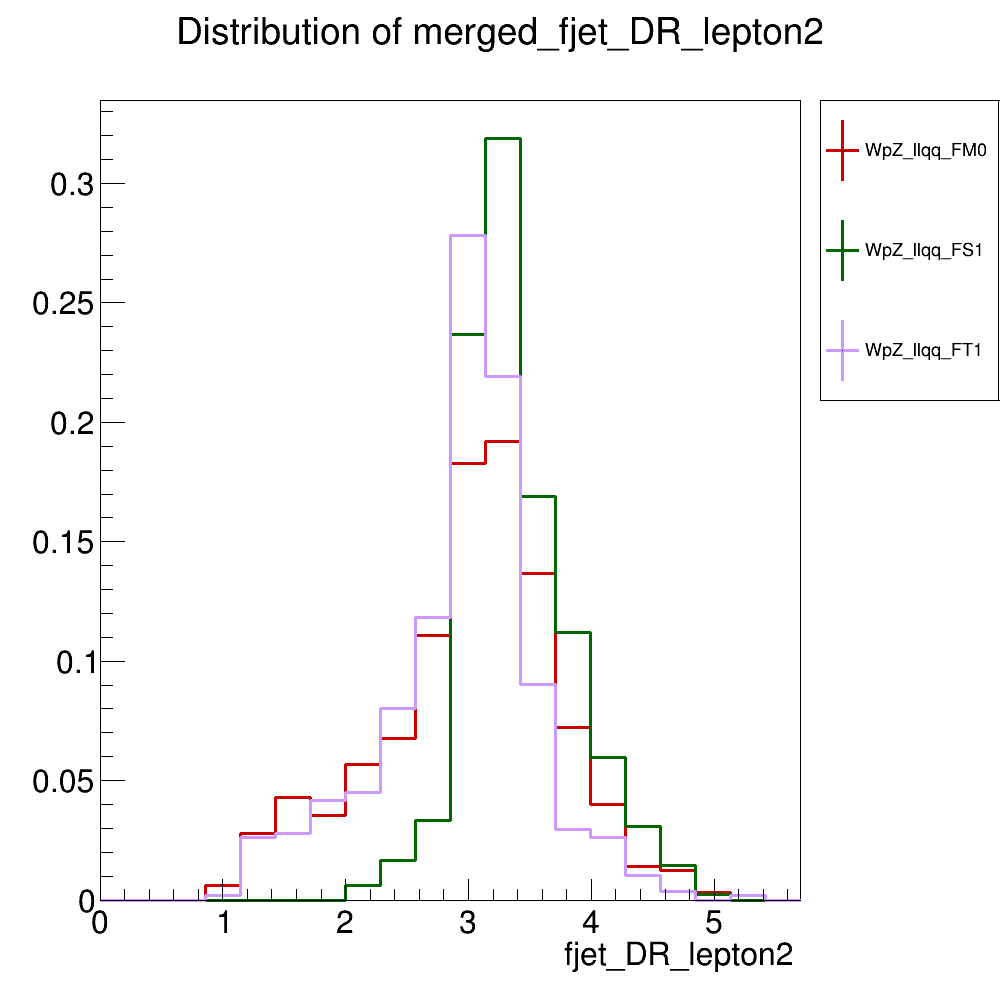 Distribution of merged_fjet_DR_lepton2
WpZ_llqq_FM0
WpZ_llqq_FS1
WpZ_llqq_FT1
0.3
0.25
0.2
0.15
0.1
0.05
0
0 1 2 3 4 5
fjet_DR_lepton2